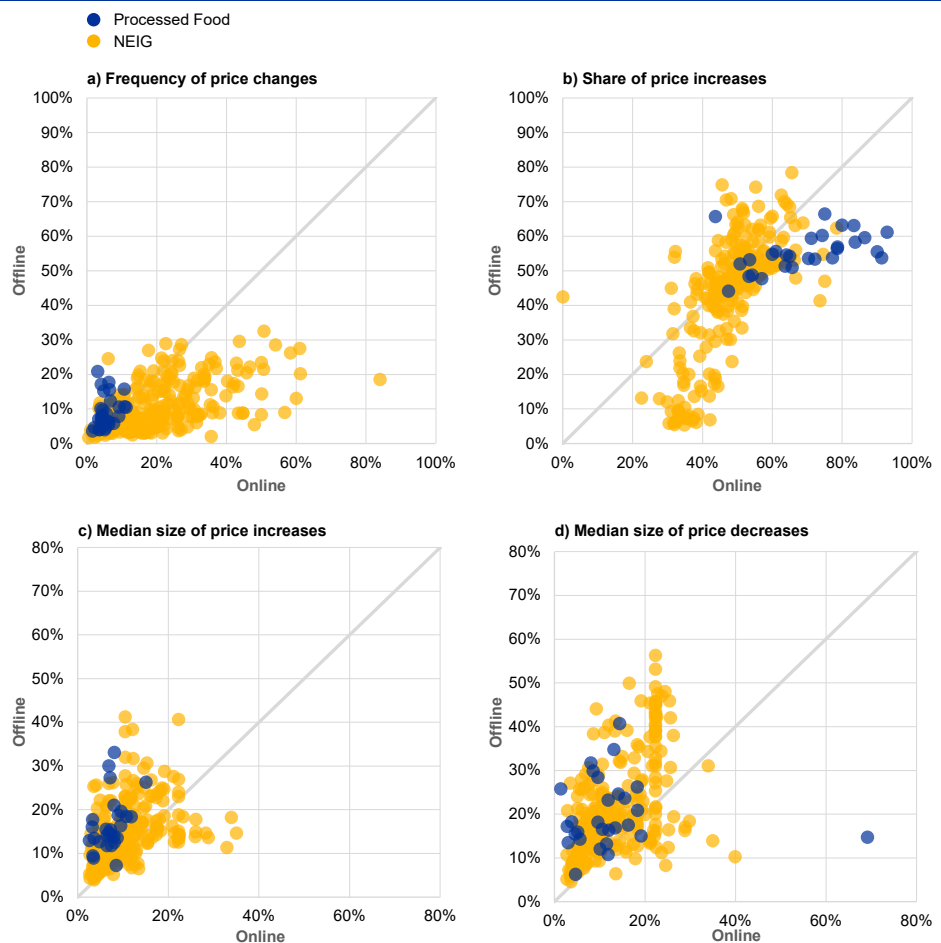 Processed Food
NEIG
a) Frequency of price changes
100%
90%
80%
70%
60%
50%
40%
30%
20%
10%
0%
Offline
0% 20% 40% 60% 80% 100%
Online
b) Share of price increases
100%
90%
80%
70%
60%
50%
40%
30%
20%
10%
0%
Offline
0% 20% 40% 60% 80% 100%
Online
c) Median size of price increases
80%
70%
60%
50%
40%
30%
20%
10%
0%
Offline
0% 20% 40% 60% 80%
Online
d) Median size of price decreases
80%
70%
60%
50%
40%
30%
20%
10%
0%
Offline
0% 20% 40% 60% 80%
Online